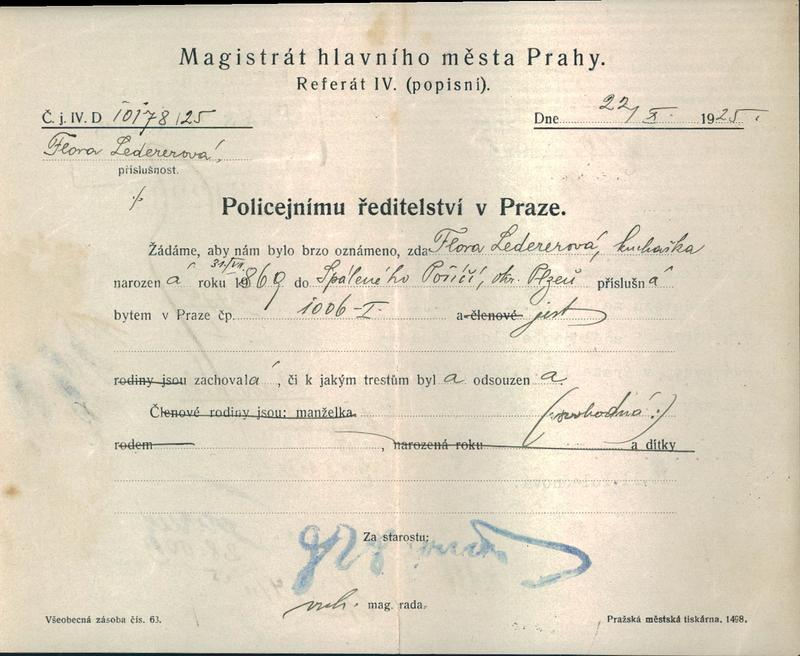 Magistrát hlavního města Prahy.
Referát IV. (popisní).
Č. j. IV. D 10178/25
Dne 22/X. 1925.
Flora Ledererová,
příslušnost.
Policejnímu ředitelství v Praze.
Žádáme, aby nám bylo brzo oznámeno, zda Flora Ledererová, kuchařka
31/VII.
narozen á roku 1869 do Spáleného Poříčí, okr. Plzeň příslušn á
bytem v Praze čp. 1006-I. a členové jest
rodiny jsou zachovala á, či k jakým trestům byl a odsouzen a.
Členové rodiny jsou: manželka (svobodná:)
rodem , narozená roku a dítky
Za starostu:
vrch. mag. rada.
Všeobecná zásoba čís. 63.
Pražská městská tiskárna. 1498.